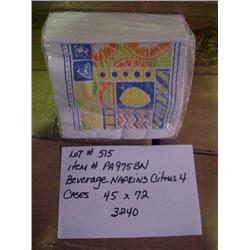 LOT # 515
item # PA975BN
Beverage NAPKINS Citrus 4
CASES 45 x 72
3240